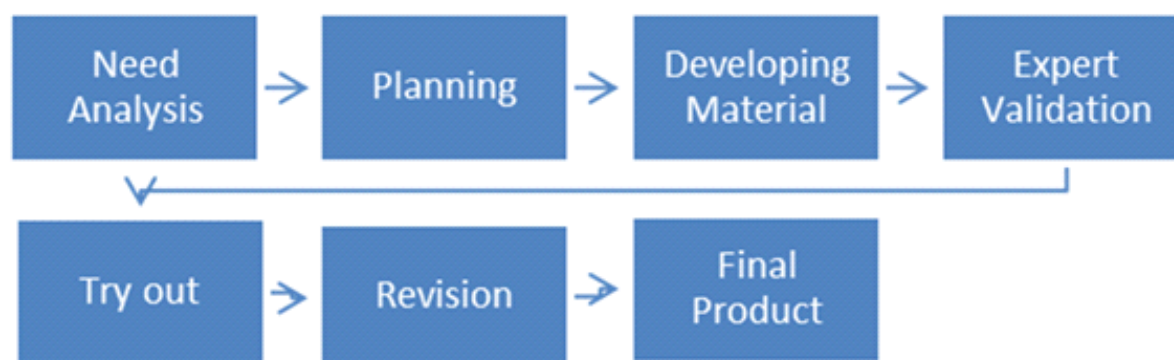 Need
Analysis
Planning
Developing
Material
Expert
Validation
Try out
Revision
Final
Product